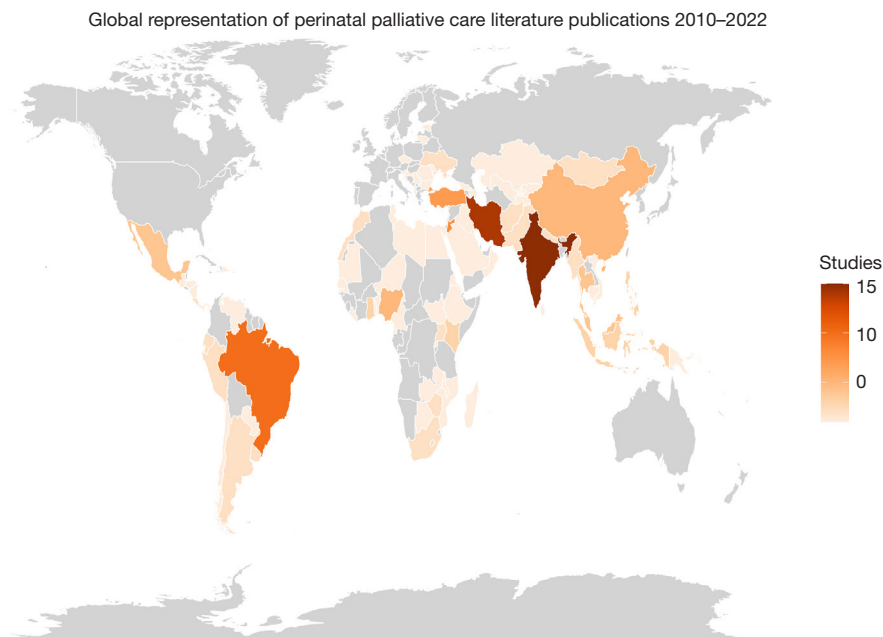 Global representation of perinatal palliative care literature publications 2010–2022
Studies
15
10
0